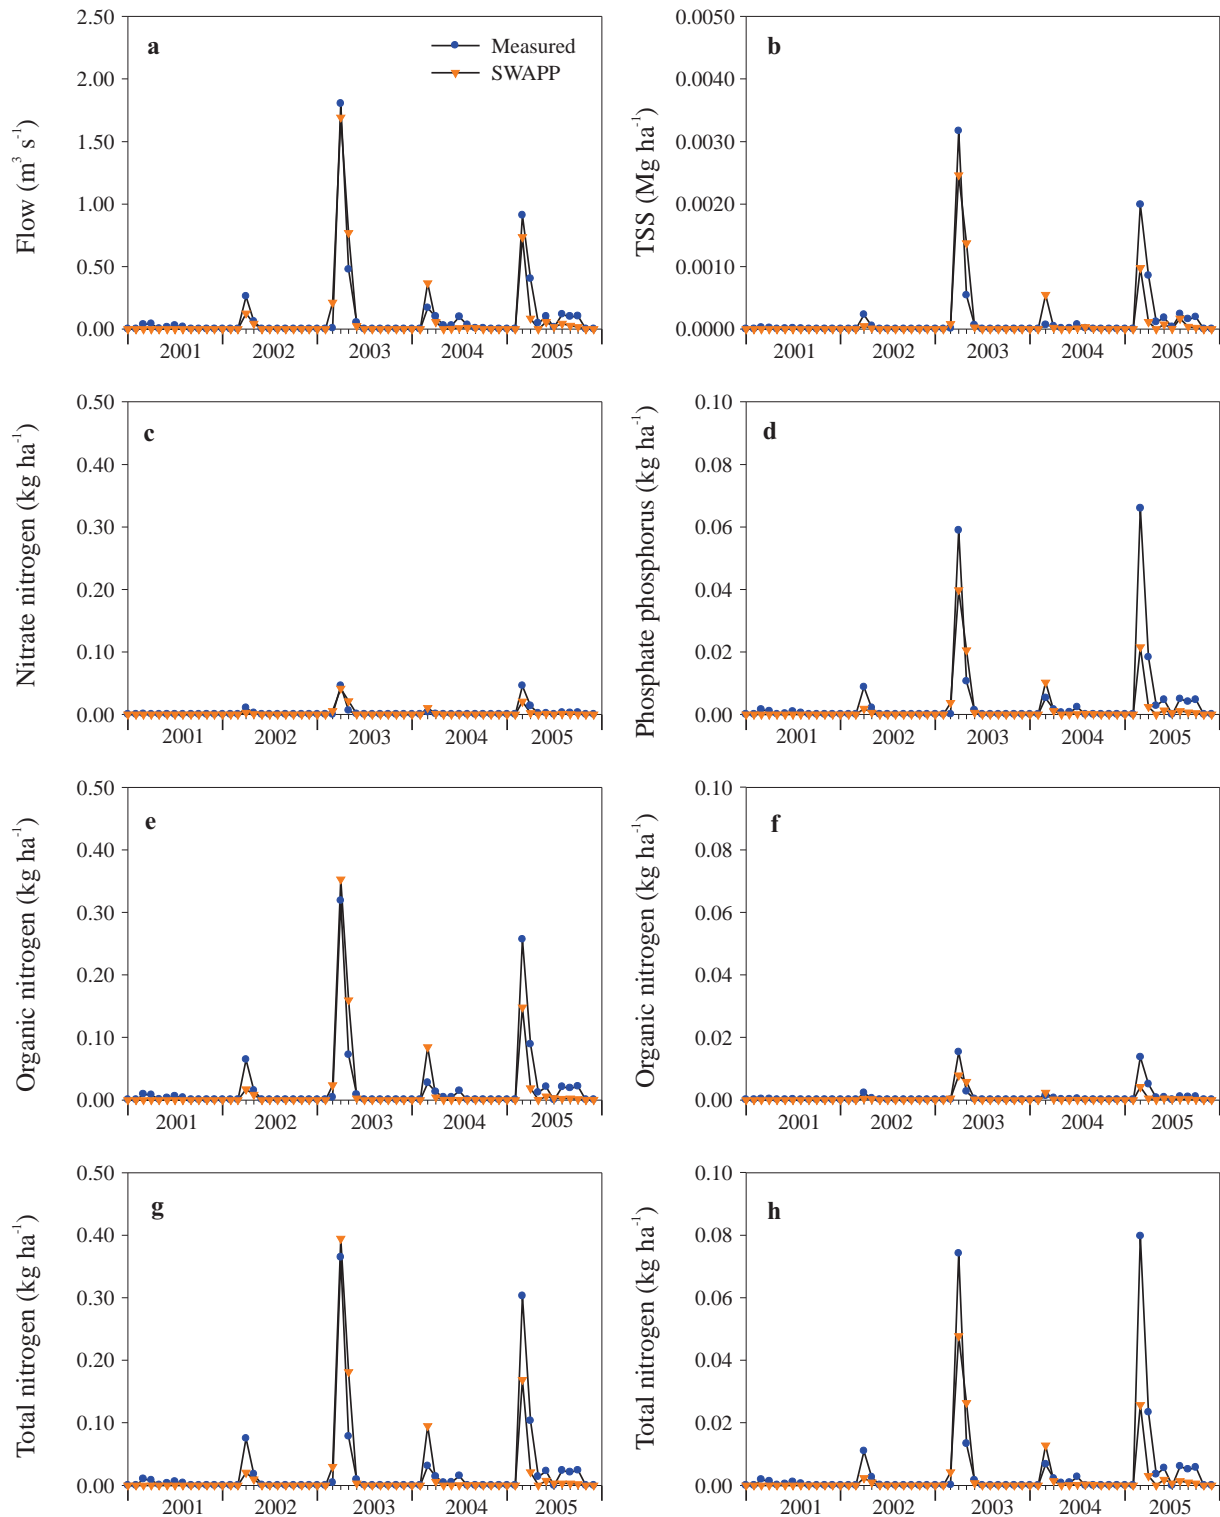 a
Measured
SWAPP
Flow (m³ s⁻¹)
2.50
2.00
1.50
1.00
0.50
0.00
2001 2002 2003 2004 2005
b
TSS (Mg ha⁻¹)
0.0050
0.0040
0.0030
0.0020
0.0010
0.0000
2001 2002 2003 2004 2005
c
Nitrate nitrogen (kg ha⁻¹)
0.50
0.40
0.30
0.20
0.10
0.00
2001 2002 2003 2004 2005
d
Phosphate phosphorus (kg ha⁻¹)
0.10
0.08
0.06
0.04
0.02
0.00
2001 2002 2003 2004 2005
e
Organic nitrogen (kg ha⁻¹)
0.50
0.40
0.30
0.20
0.10
0.00
2001 2002 2003 2004 2005
f
Organic nitrogen (kg ha⁻¹)
0.10
0.08
0.06
0.04
0.02
0.00
2001 2002 2003 2004 2005
g
Total nitrogen (kg ha⁻¹)
0.50
0.40
0.30
0.20
0.10
0.00
2001 2002 2003 2004 2005
h
Total nitrogen (kg ha⁻¹)
0.10
0.08
0.06
0.04
0.02
0.00
2001 2002 2003 2004 2005